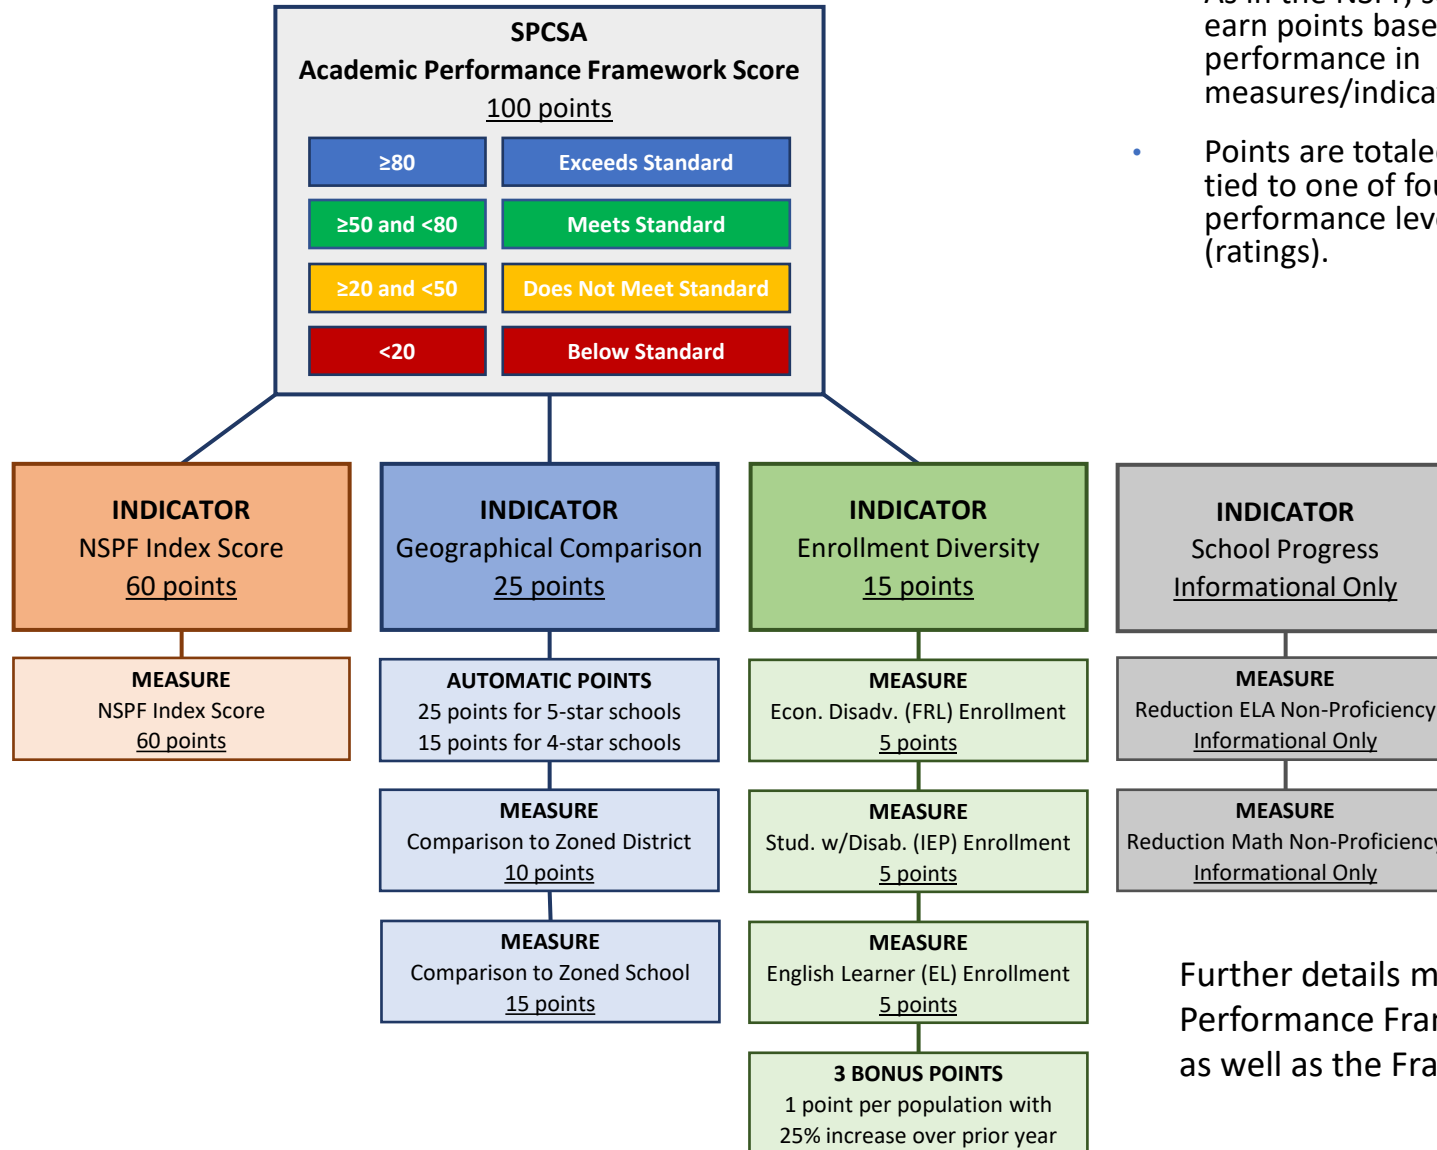 SPCSA
Academic Performance Framework Score
100 points
≥80
Exceeds Standard
≥50 and <80
Meets Standard
≥20 and <50
Does Not Meet Standard
<20
Below Standard
earn points base
performance in
measures/indica
• Points are totale
tied to one of fou
performance leve
(ratings).
INDICATOR
NSPF Index Score
60 points
MEASURE
NSPF Index Score
60 points
INDICATOR
Geographical Comparison
25 points
AUTOMATIC POINTS
25 points for 5-star schools
15 points for 4-star schools
MEASURE
Comparison to Zoned District
10 points
MEASURE
Comparison to Zoned School
15 points
INDICATOR
Enrollment Diversity
15 points
MEASURE
Econ. Disadv. (FRL) Enrollment
5 points
MEASURE
Stud. w/Disab. (IEP) Enrollment
5 points
MEASURE
English Learner (EL) Enrollment
5 points
3 BONUS POINTS
1 point per population with
25% increase over prior year
INDICATOR
School Progress
Informational Only
MEASURE
Reduction ELA Non-Proficiency
Informational Only
MEASURE
Reduction Math Non-Proficiency
Informational Only
Further details m
Performance Fra
as well as the Fra